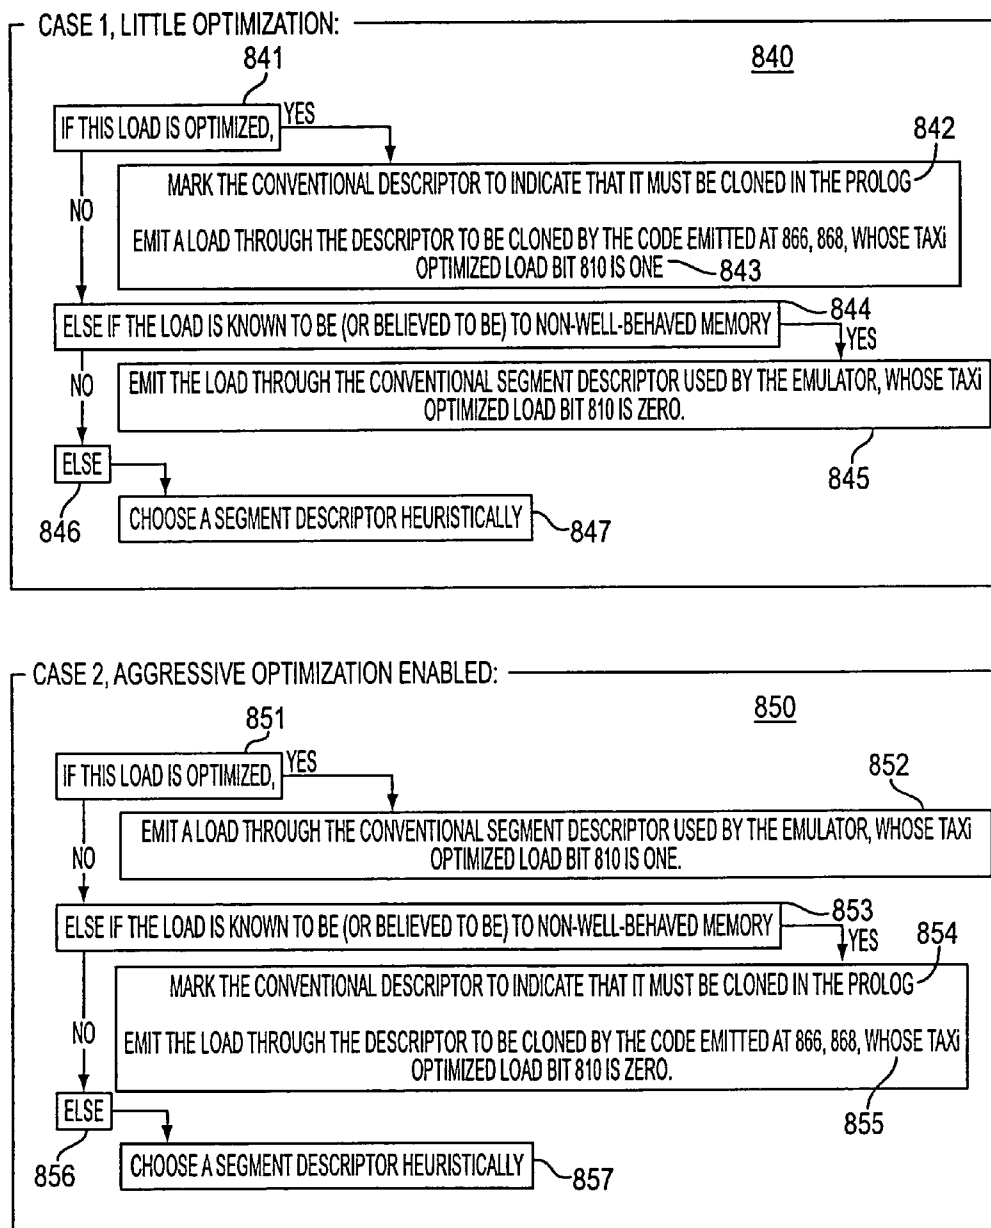 CASE 1, LITTLE OPTIMIZATION:
840
841
IF THIS LOAD IS OPTIMIZED,
YES
842
MARK THE CONVENTIONAL DESCRIPTOR TO INDICATE THAT IT MUST BE CLONED IN THE PROLOG
NO
EMIT A LOAD THROUGH THE DESCRIPTOR TO BE CLONED BY THE CODE EMITTED AT 866, 868, WHOSE TAXi
OPTIMIZED LOAD BIT 810 IS ONE
843
844
ELSE IF THE LOAD IS KNOWN TO BE (OR BELIEVED TO BE) TO NON-WELL-BEHAVED MEMORY
YES
NO
EMIT THE LOAD THROUGH THE CONVENTIONAL SEGMENT DESCRIPTOR USED BY THE EMULATOR, WHOSE TAXi
OPTIMIZED LOAD BIT 810 IS ZERO.
845
ELSE
846
CHOOSE A SEGMENT DESCRIPTOR HEURISTICALLY
847
CASE 2, AGGRESSIVE OPTIMIZATION ENABLED:
850
851
IF THIS LOAD IS OPTIMIZED,
YES
852
EMIT A LOAD THROUGH THE CONVENTIONAL SEGMENT DESCRIPTOR USED BY THE EMULATOR, WHOSE TAXi
OPTIMIZED LOAD BIT 810 IS ONE.
NO
853
ELSE IF THE LOAD IS KNOWN TO BE (OR BELIEVED TO BE) TO NON-WELL-BEHAVED MEMORY
YES
854
MARK THE CONVENTIONAL DESCRIPTOR TO INDICATE THAT IT MUST BE CLONED IN THE PROLOG
NO
EMIT THE LOAD THROUGH THE DESCRIPTOR TO BE CLONED BY THE CODE EMITTED AT 866, 868, WHOSE TAXi
OPTIMIZED LOAD BIT 810 IS ZERO.
855
ELSE
856
CHOOSE A SEGMENT DESCRIPTOR HEURISTICALLY
857